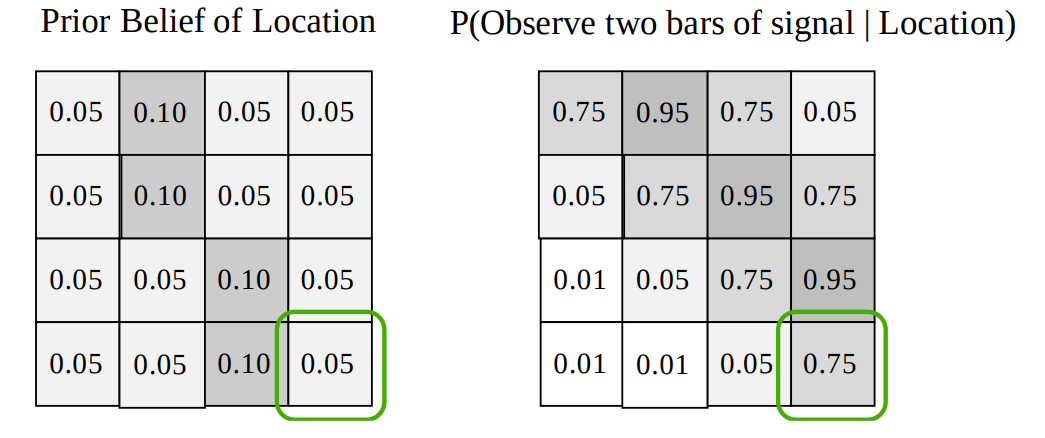 Prior Belief of Location
P(Observe two bars of signal | Location)
0.05 0.10 0.05 0.05
0.05 0.10 0.05 0.05
0.05 0.05 0.10 0.05
0.05 0.05 0.10 0.05
0.75 0.95 0.75 0.05
0.05 0.75 0.95 0.75
0.01 0.05 0.75 0.95
0.01 0.01 0.05 0.75